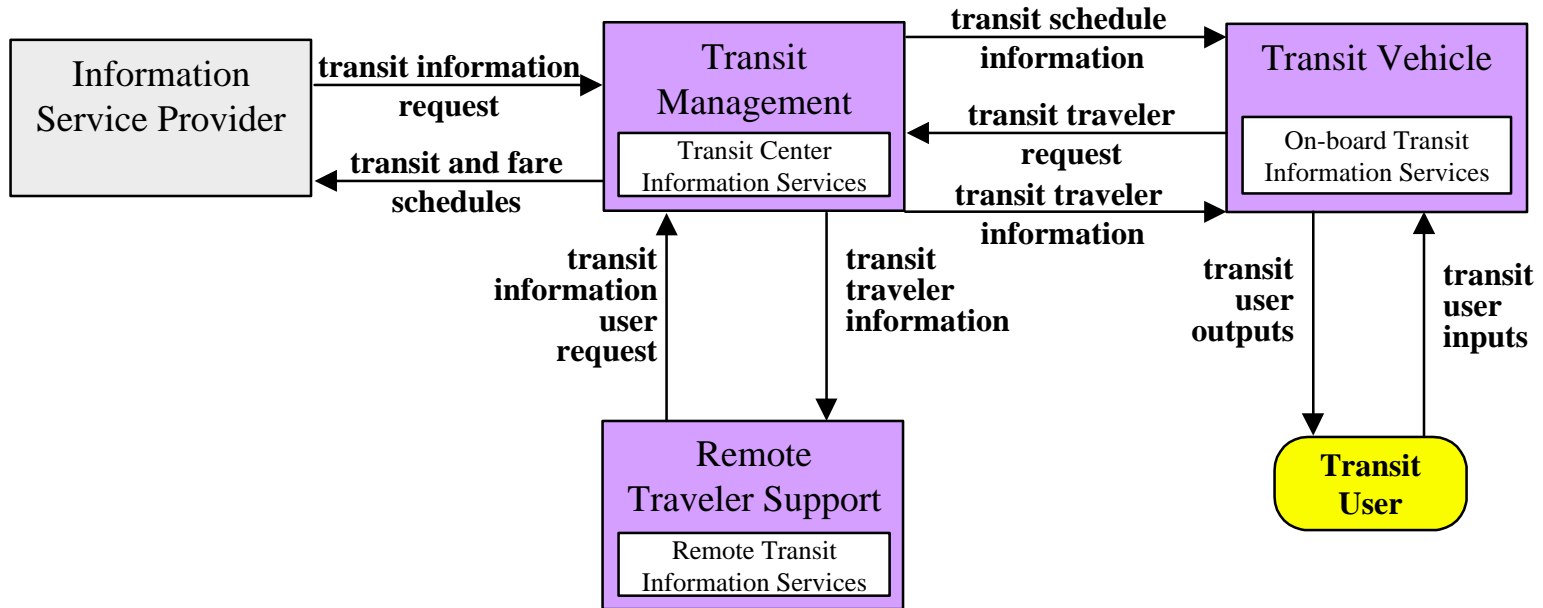 Information
Service Provider
transit information
request
transit and fare
schedules
Transit
Management
Transit Center
Information Services
transit schedule
information
transit traveler
request
transit traveler
information
Transit Vehicle
On-board Transit
Information Services
transit
information
user
request
transit
traveler
information
transit
user
outputs
transit
user
inputs
Remote
Traveler Support
Remote Transit
Information Services
Transit
User